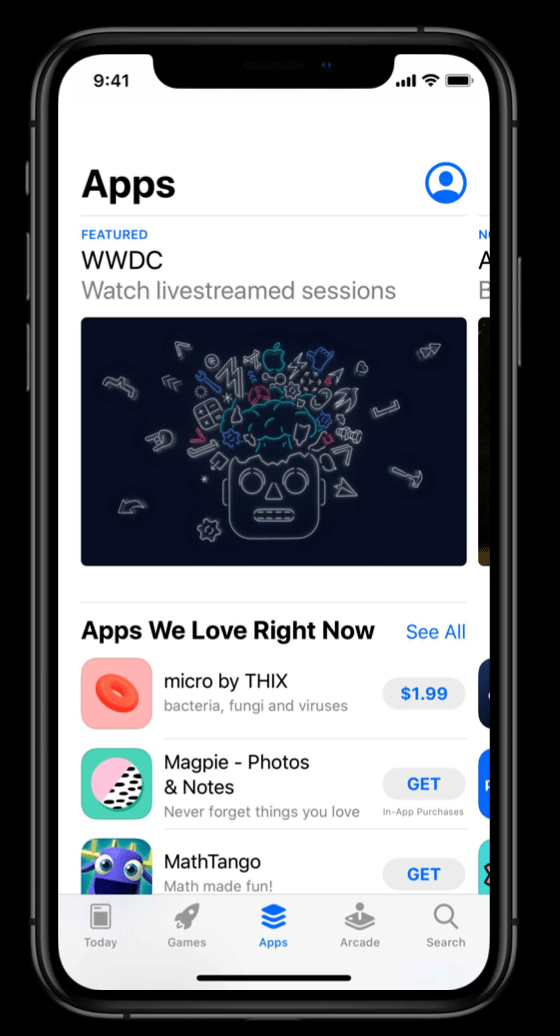 9:41
Apps
FEATURED
WWDC
Watch livestreamed sessions
Apps We Love Right Now
See All
micro by THIX
bacteria, fungi and viruses
$1.99
Magpie - Photos
& Notes
Never forget things you love
GET
In-App Purchases
MathTango
Math made fun!
GET
Today
Games
Apps
Arcade
Search